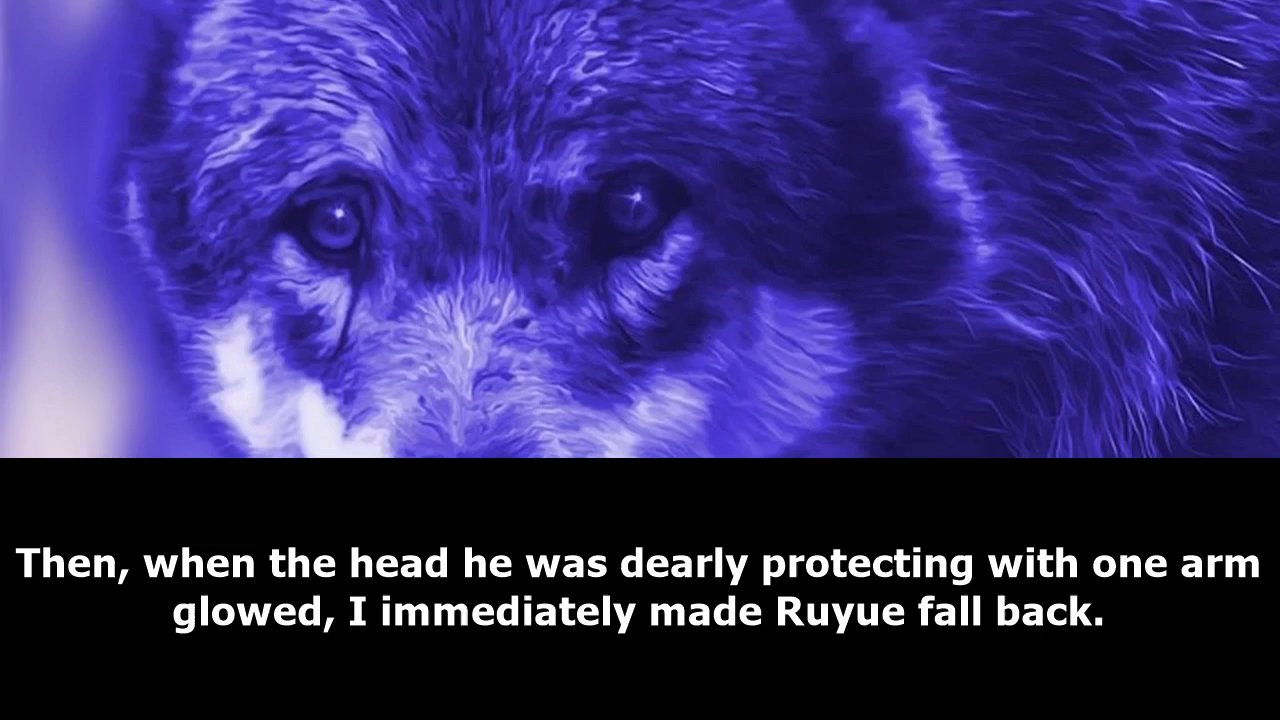 Then, when the head he was dearly protecting with one arm
glowed, I immediately made Ruyue fall back.